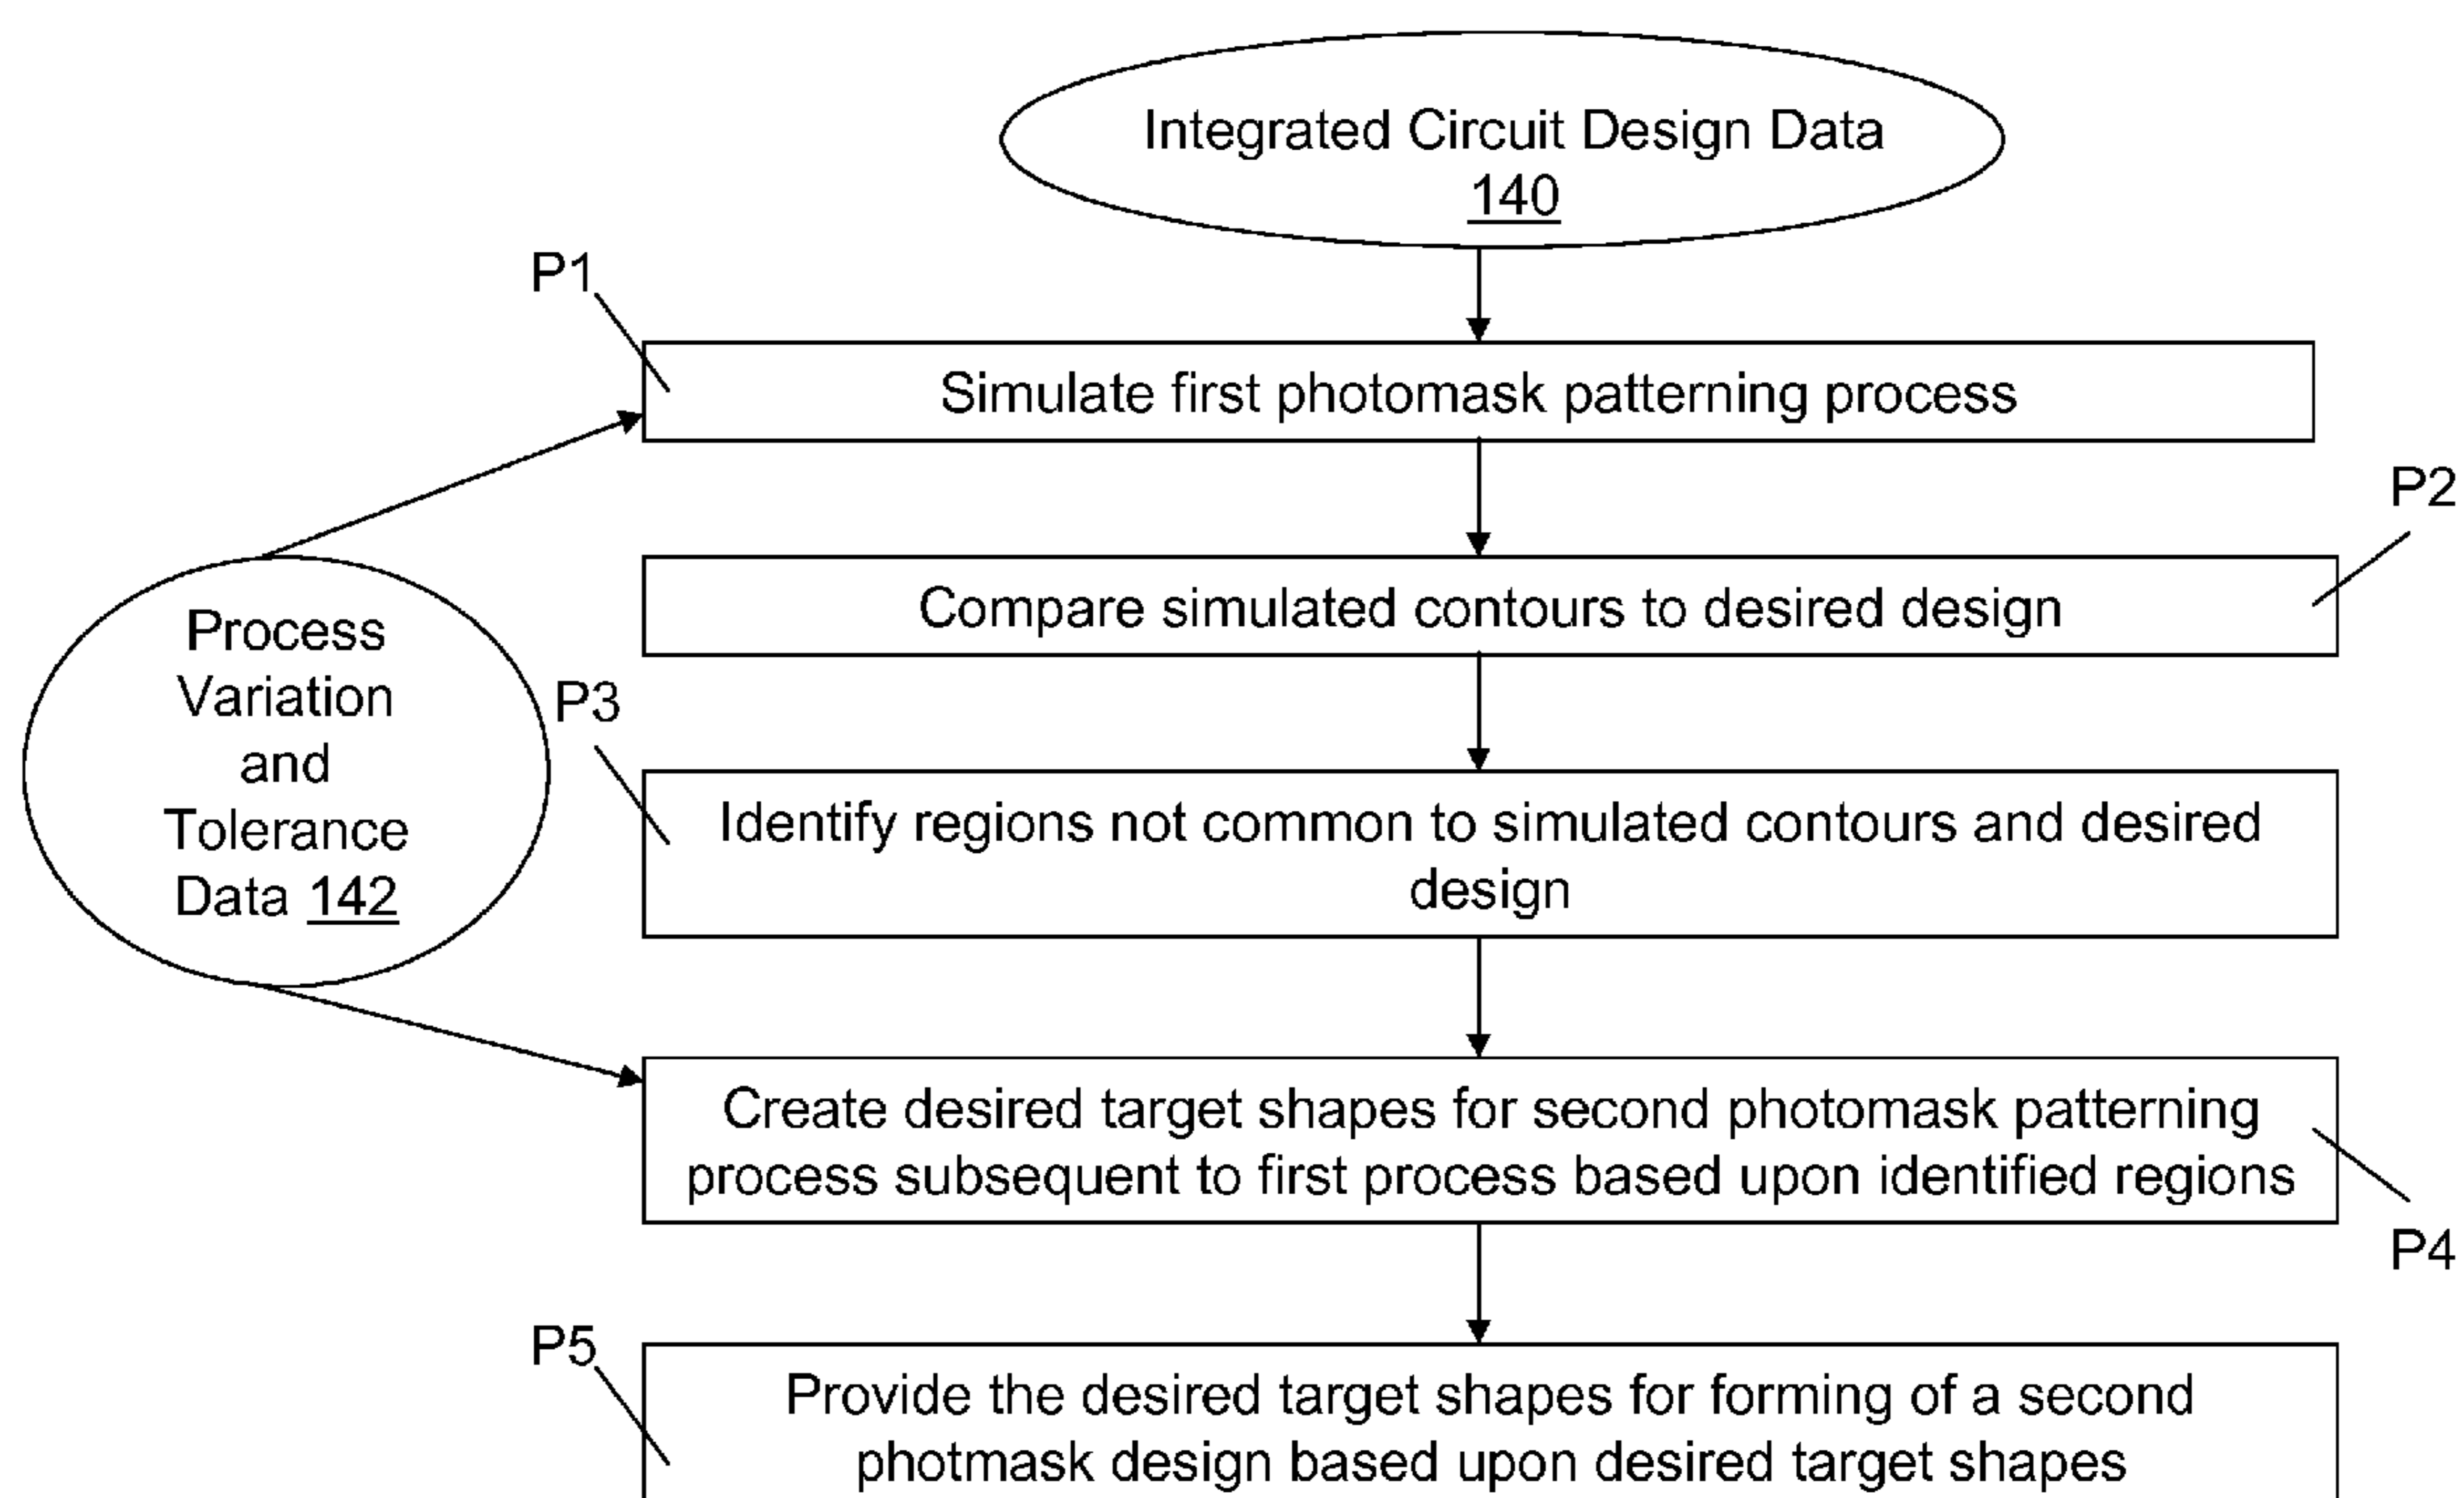 Integrated Circuit Design Data
140
P1
Simulate first photomask patterning process
P2
Compare simulated contours to desired design
Process
Variation
and
Tolerance
Data 142
P3
Identify regions not common to simulated contours and desired
design
Create desired target shapes for second photomask patterning
process subsequent to first process based upon identified regions
P4
P5
Provide the desired target shapes for forming of a second
photmask design based upon desired target shapes